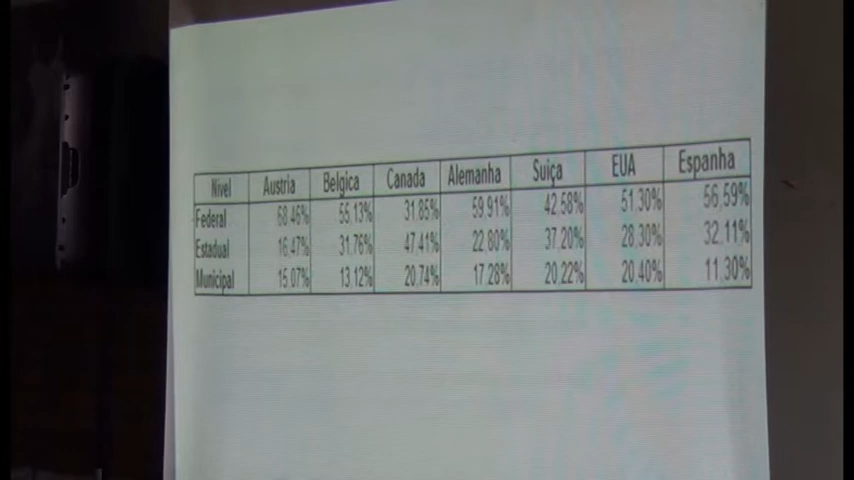 Nível Austria Belgica Canada Alemanha Suiça EUA Espanha
Federal 68,46% 55,13% 31,85% 59,91% 42,58% 51,30% 56,59%
Estadual 16,47% 31,76% 47,41% 22,80% 37,20% 28,30% 32,11%
Municipal 15,07% 13,12% 20,74% 17,28% 20,22% 20,40% 11,30%